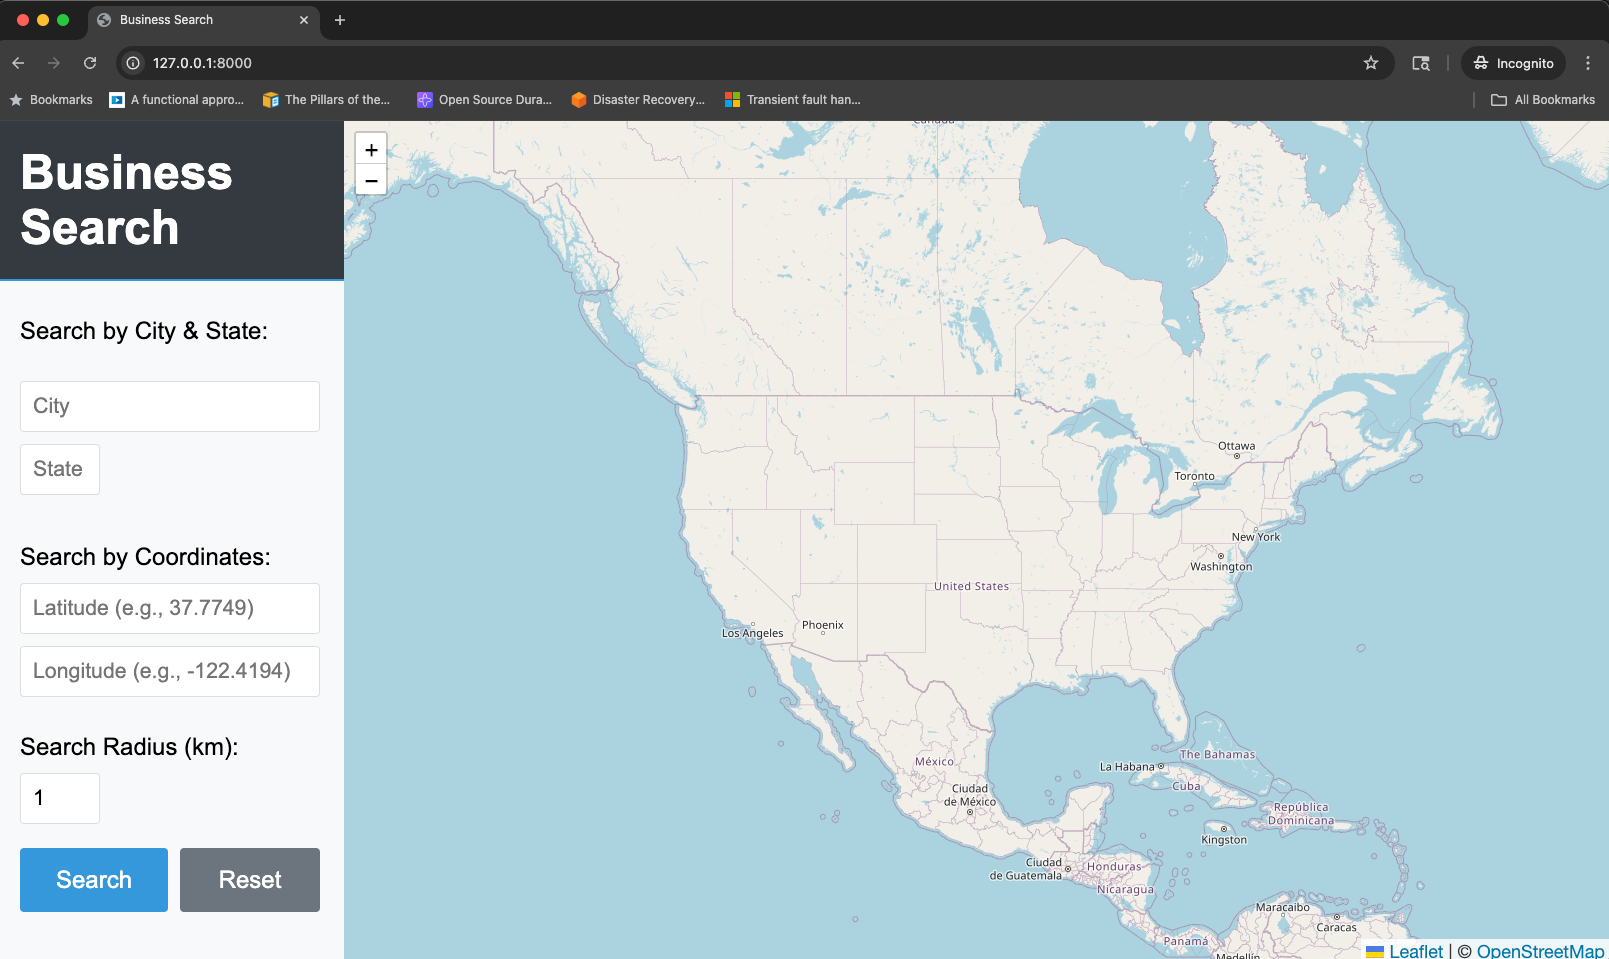 Business Search
127.0.0.1:8000
Incognito
Bookmarks
A functional appro...
The Pillars of the...
Open Source Dura...
Disaster Recovery...
Transient fault han...
All Bookmarks
Business
Search
Search by City & State:
City
State
Search by Coordinates:
Latitude (e.g., 37.7749)
Longitude (e.g., -122.4194)
Search Radius (km):
1
Search
Reset
+
−
Canada
Ottawa
Toronto
New York
Washington
United States
Phoenix
Los Angeles
The Bahamas
México
La Habana
Cuba
Ciudad
de México
República
Dominicana
Kingston
Ciudad
de Guatemala
Honduras
Nicaragua
Maracaibo
Caracas
Panamá
Medellín
Leaflet | © OpenStreetMap